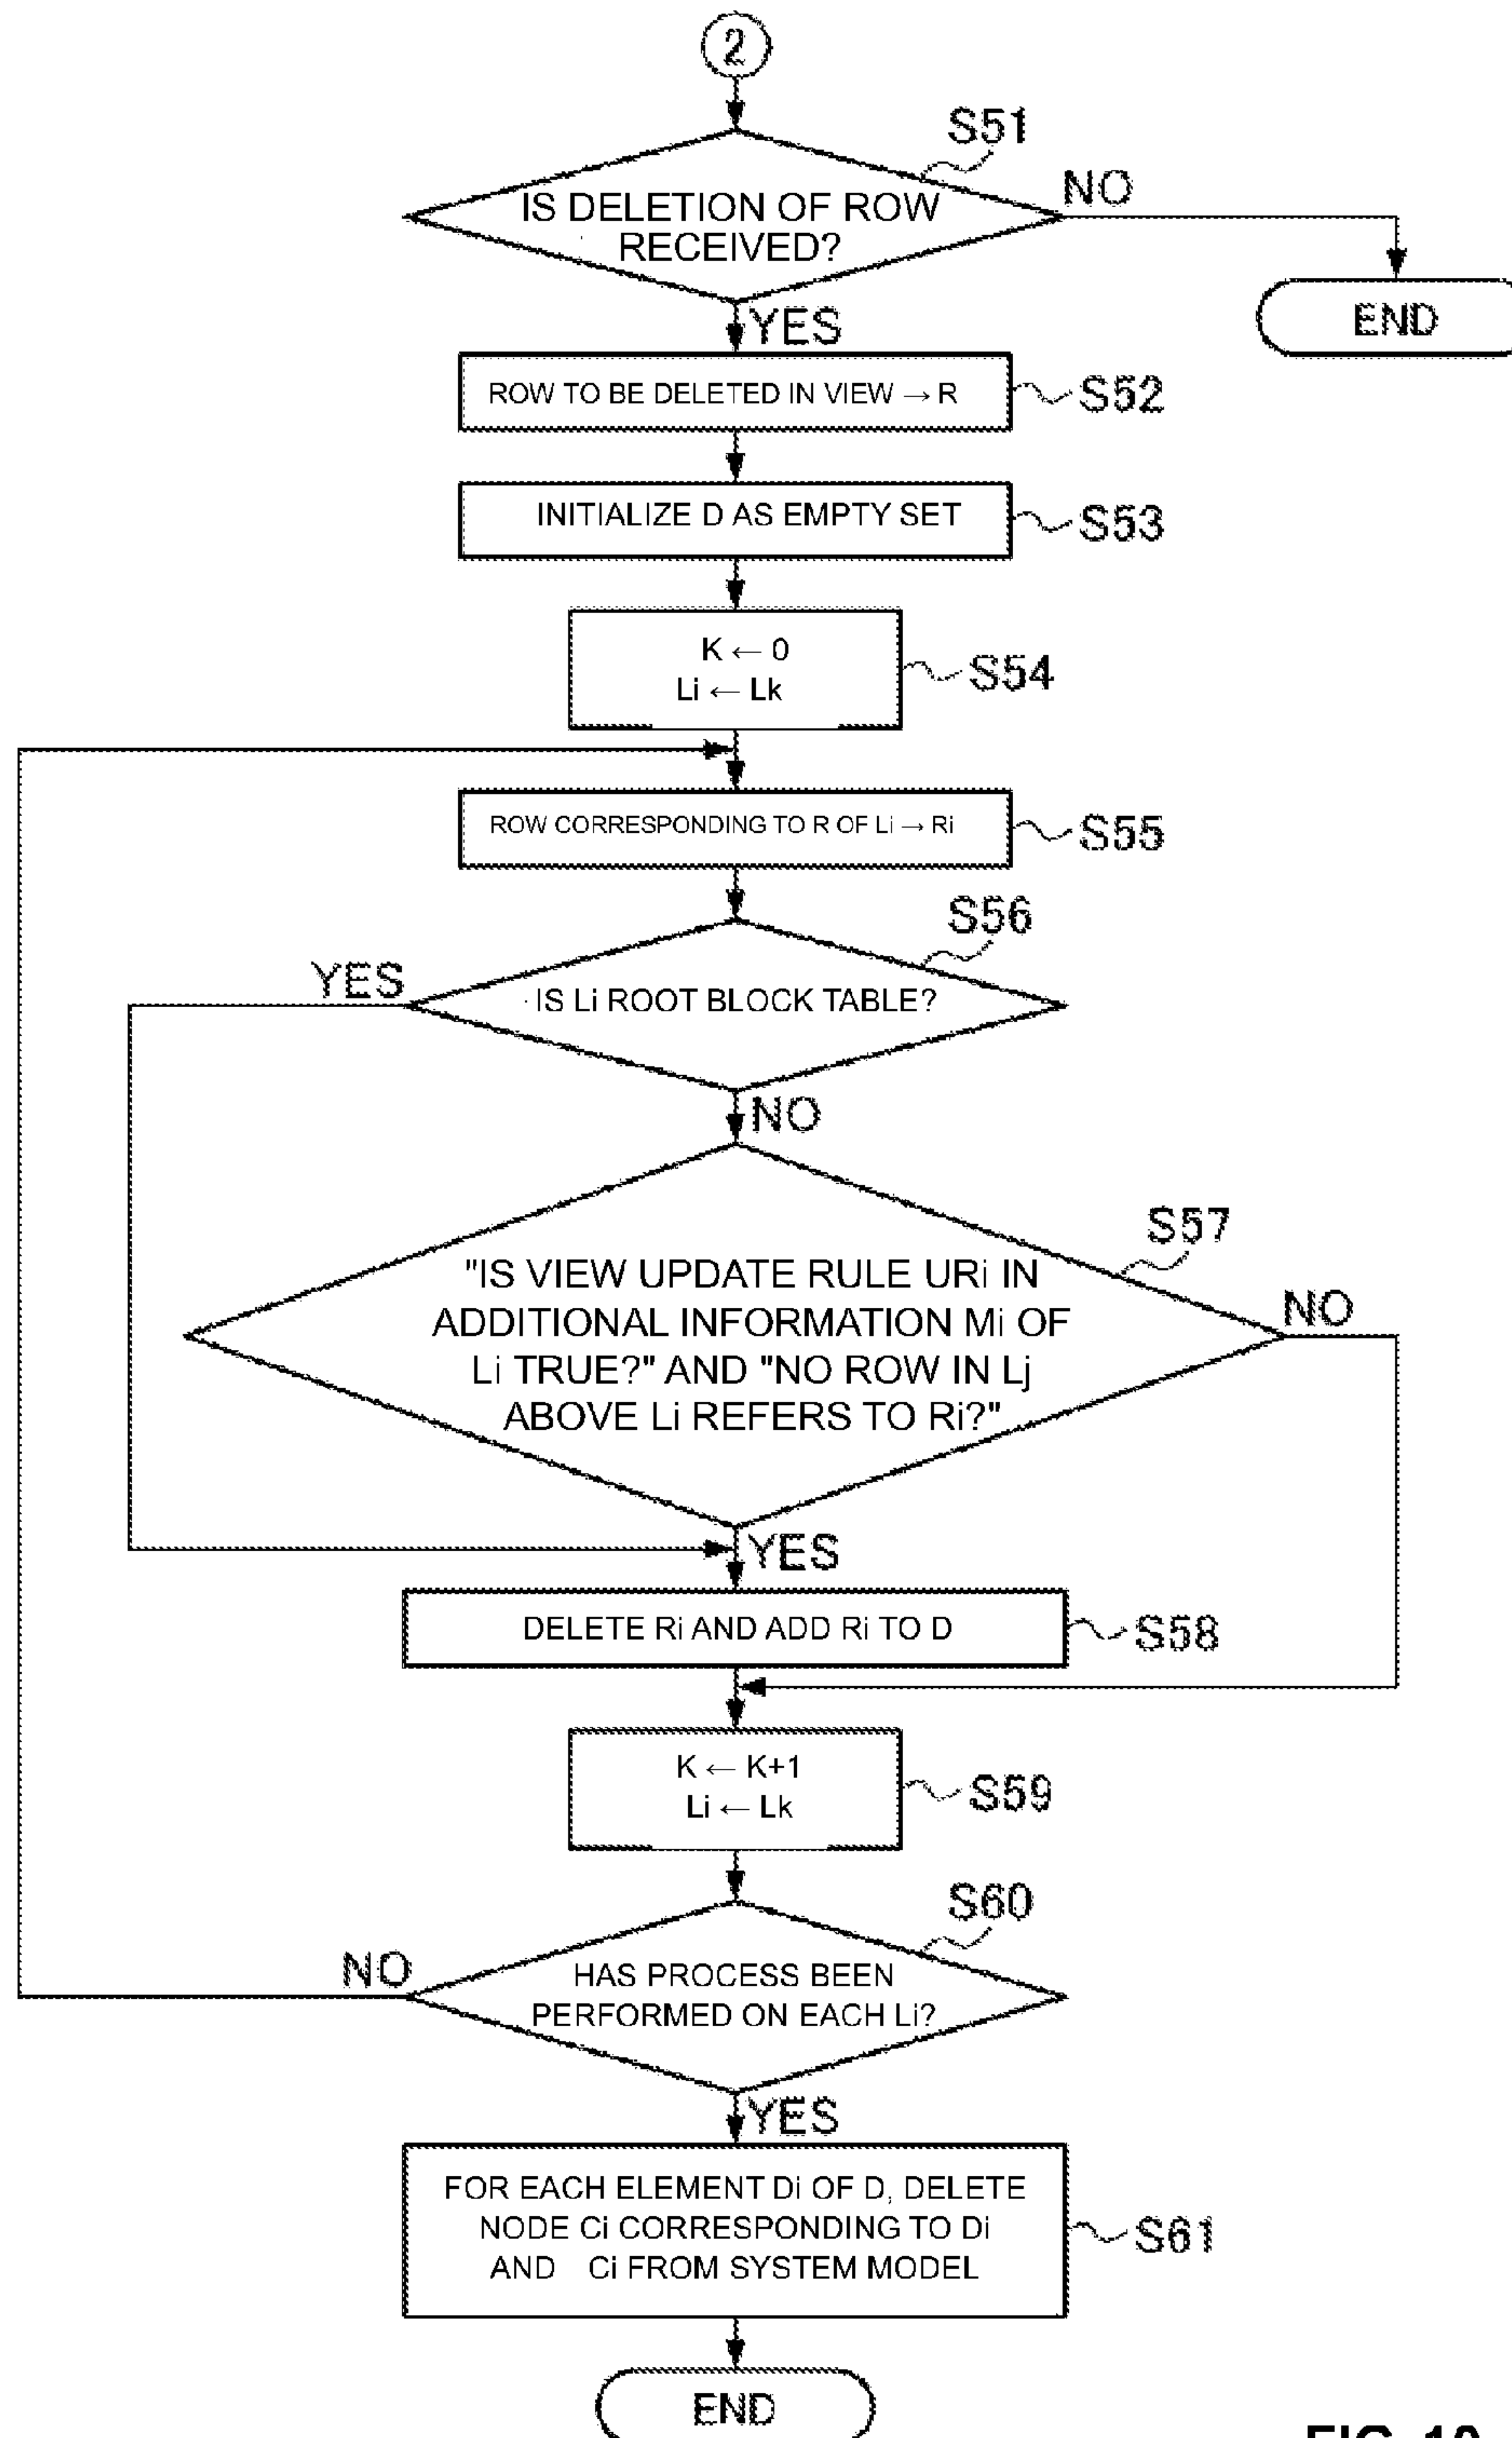 2
S51
IS DELETION OF ROW
RECEIVED?
NO
END
YES
ROW TO BE DELETED IN VIEW → R
S52
INITIALIZE D AS EMPTY SET
S53
K ← 0
Li ← Lk
S54
ROW CORRESPONDING TO R OF Li → Ri
S55
S56
YES
IS Li ROOT BLOCK TABLE?
NO
S57
"IS VIEW UPDATE RULE URi IN
ADDITIONAL INFORMATION Mi OF
Li TRUE?" AND "NO ROW IN Lj
ABOVE Li REFERS TO Ri?"
NO
YES
DELETE Ri AND ADD Ri TO D
S58
K ← K+1
Li ← Lk
S59
S60
NO
HAS PROCESS BEEN
PERFORMED ON EACH Li?
YES
FOR EACH ELEMENT Di OF D, DELETE
NODE Ci CORRESPONDING TO Di
AND Ci FROM SYSTEM MODEL
S61
END